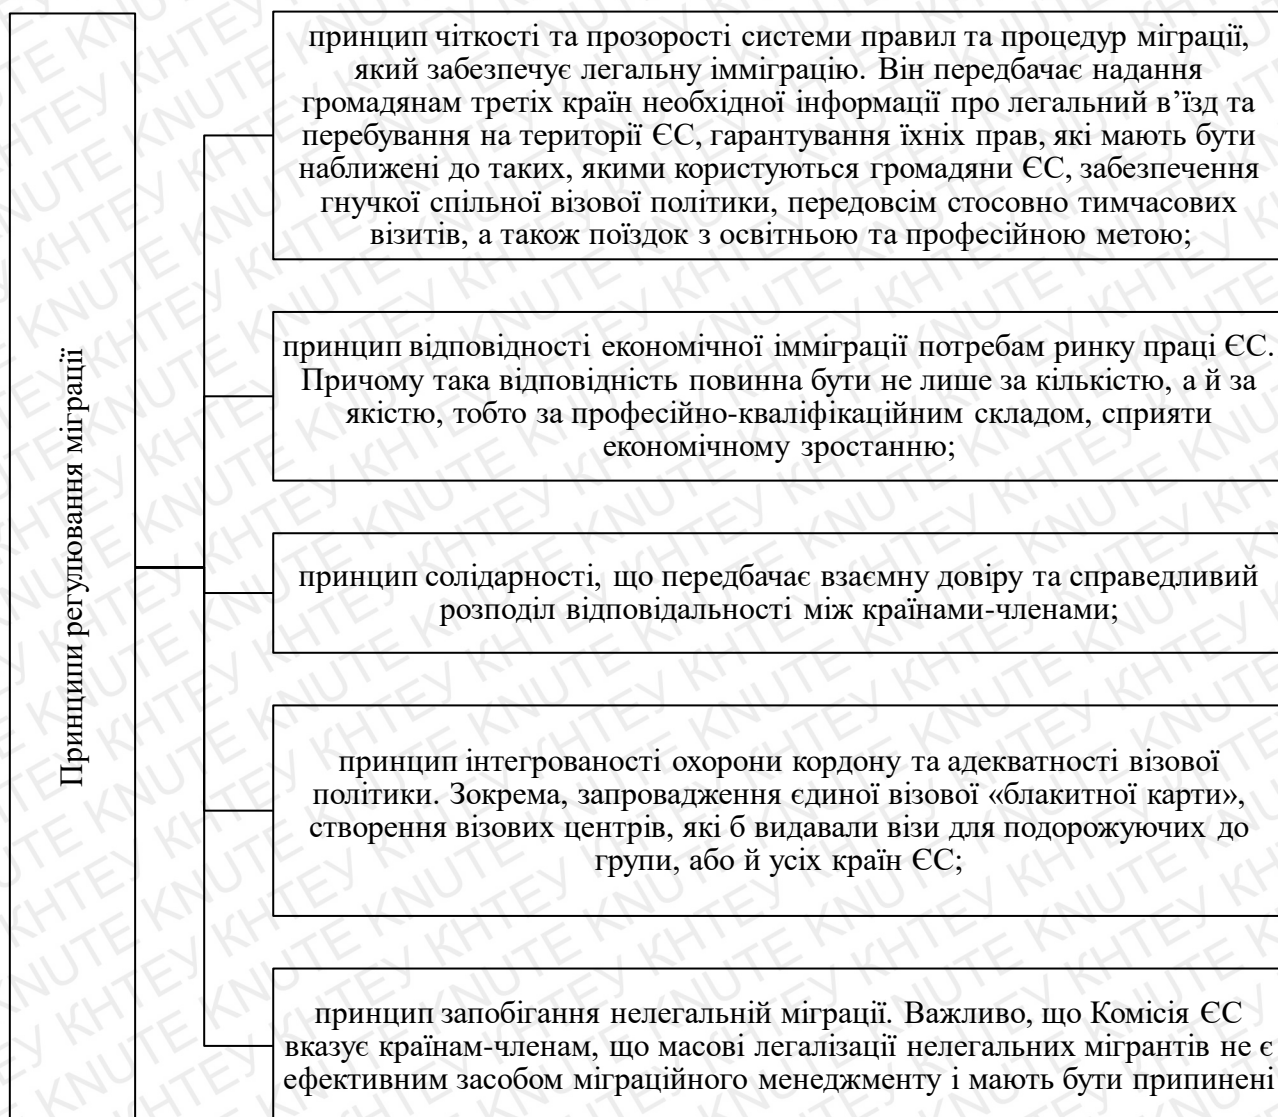 Принципи регулювання міграції
принцип чіткості та прозорості системи правил та процедур міграції,
який забезпечує легальну імміграцію. Він передбачає надання
громадянам третіх країн необхідної інформації про легальний в’їзд та
перебування на території ЄС, гарантування їхніх прав, які мають бути
наближені до таких, якими користуються громадяни ЄС, забезпечення
гнучкої спільної візової політики, передовсім стосовно тимчасових
візитів, а також поїздок з освітньою та професійною метою;
принцип відповідності економічної імміграції потребам ринку праці ЄС.
Причому така відповідність повинна бути не лише за кількістю, а й за
якістю, тобто за професійно-кваліфікаційним складом, сприяти
економічному зростанню;
принцип солідарності, що передбачає взаємну довіру та справедливий
розподіл відповідальності між країнами-членами;
принцип інтегрованості охорони кордону та адекватності візової
політики. Зокрема, запровадження єдиної візової «блакитної карти»,
створення візових центрів, які б видавали візи для подорожуючих до
групи, або й усіх країн ЄС;
принцип запобігання нелегальній міграції. Важливо, що Комісія ЄС
вказує країнам-членам, що масові легалізації нелегальних мігрантів не є
ефективним засобом міграційного менеджменту і мають бути припинені